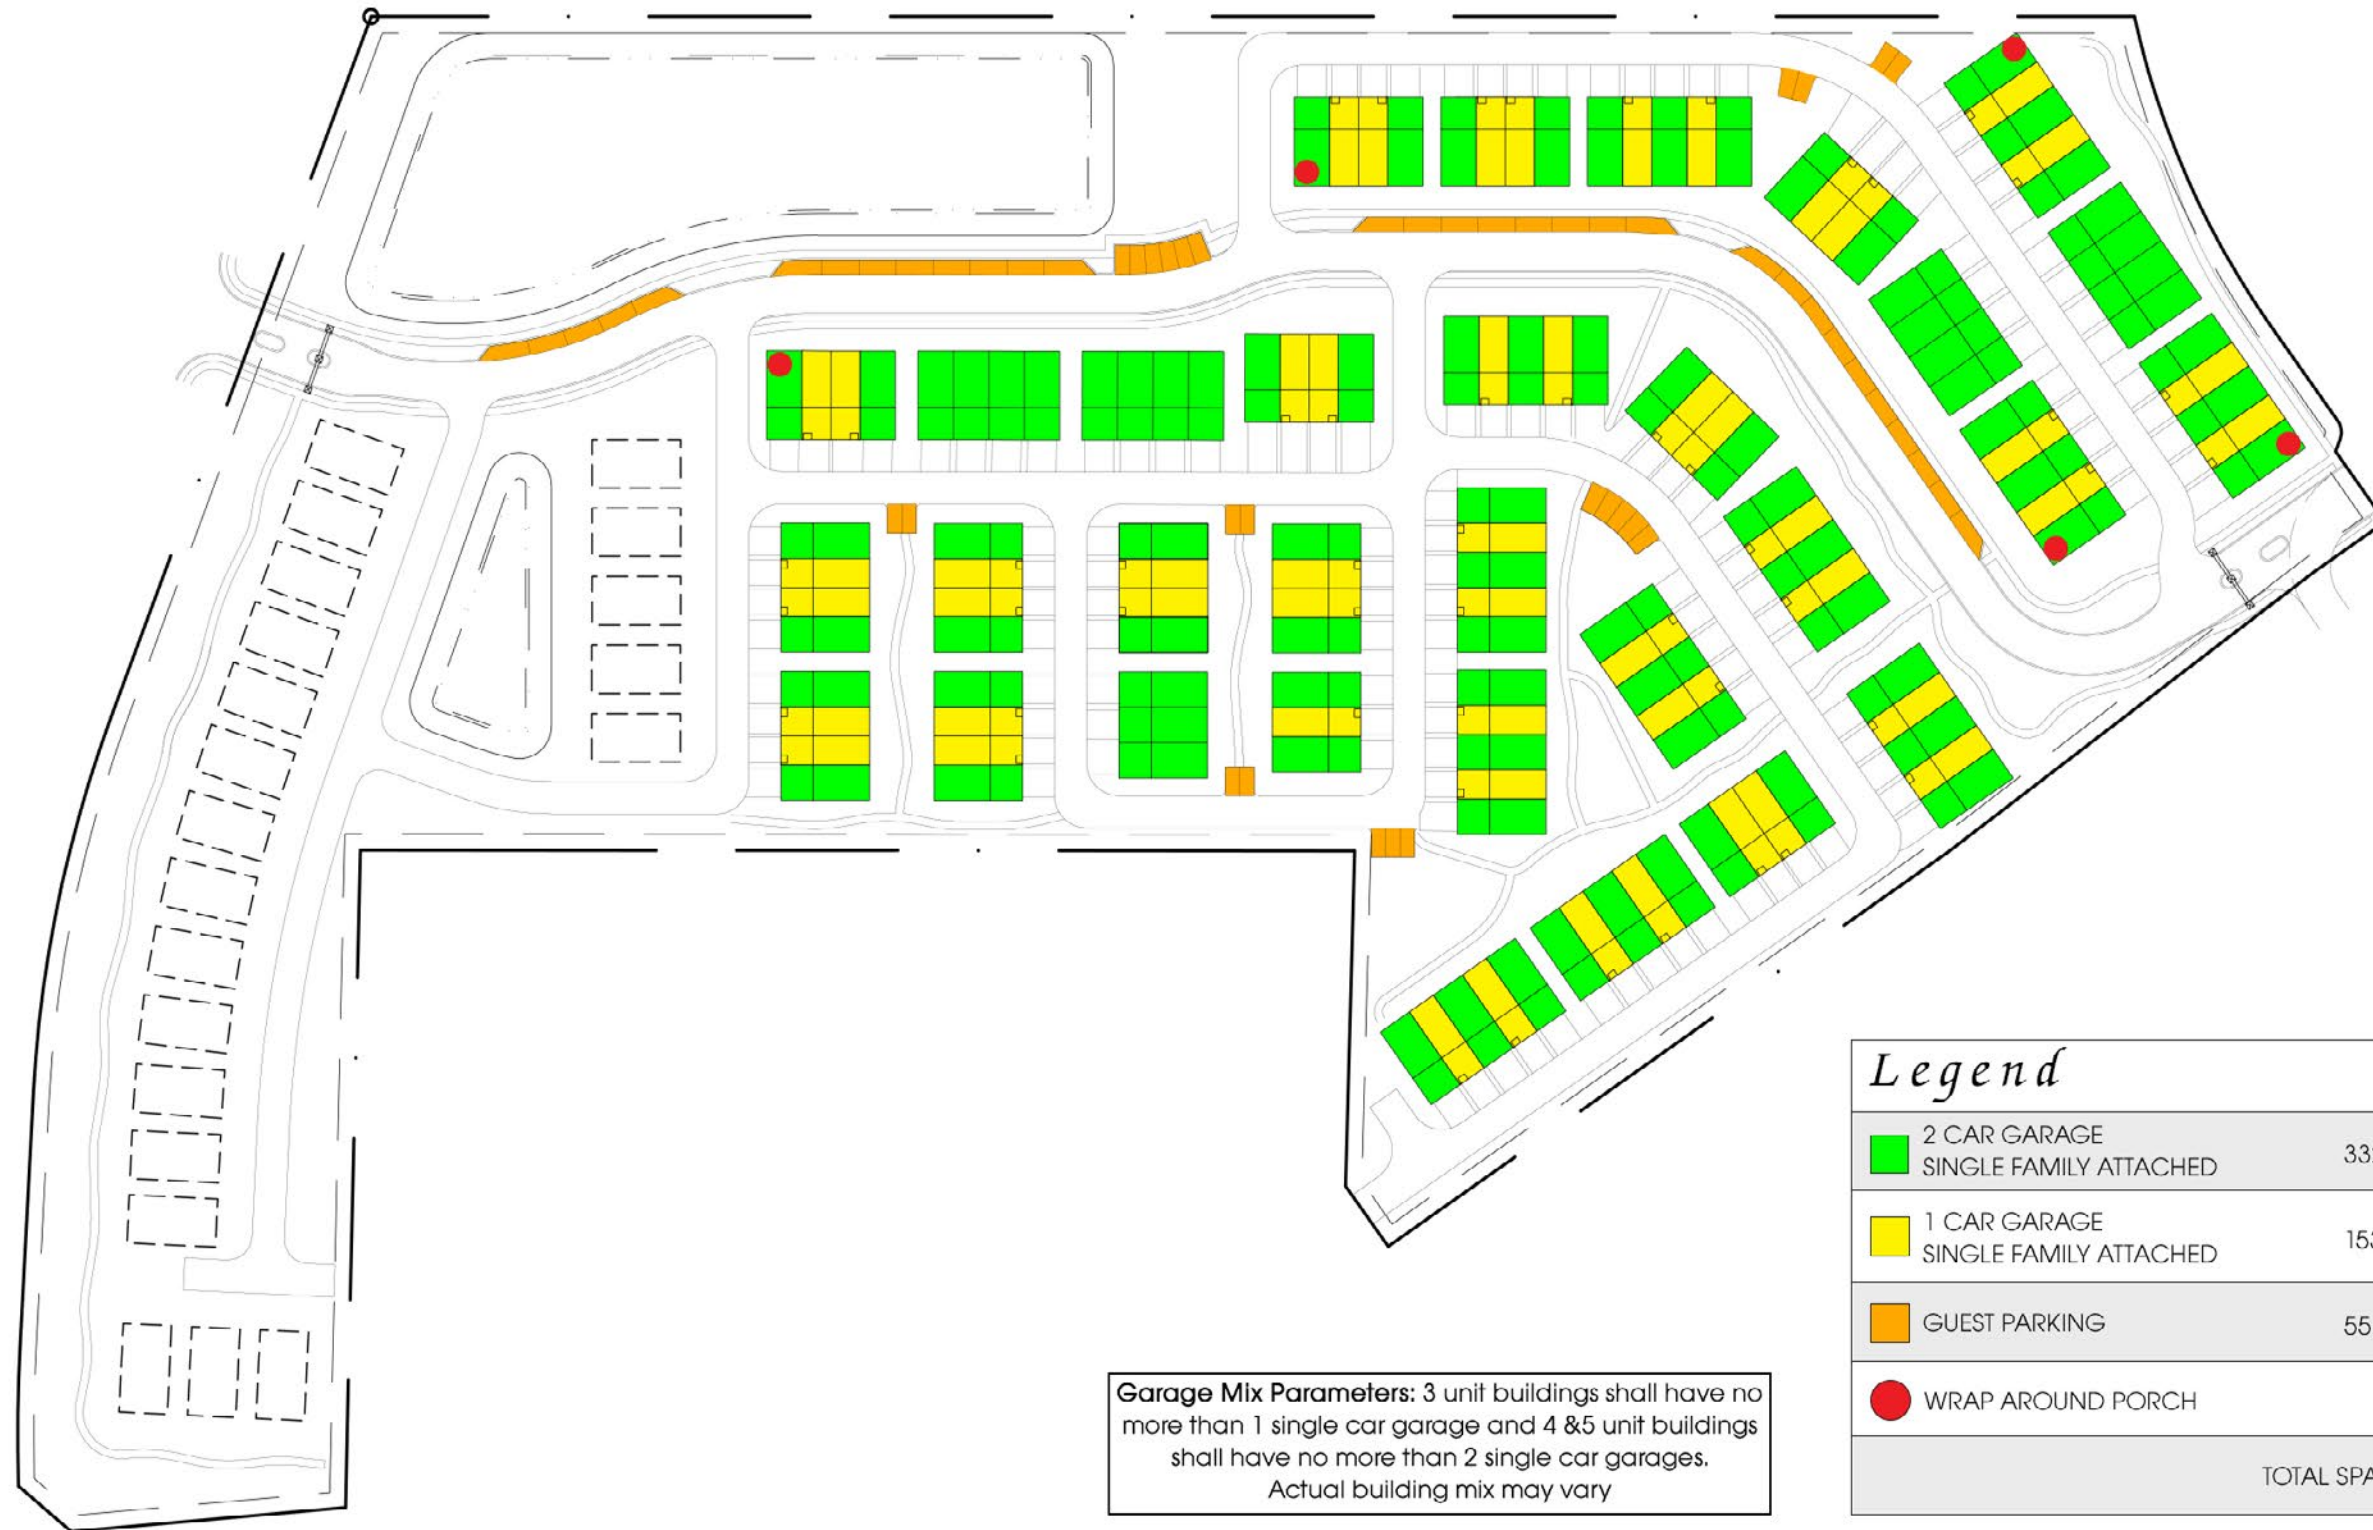 Legend
2 CAR GARAGE
SINGLE FAMILY ATTACHED
1 CAR GARAGE
SINGLE FAMILY ATTACHED
GUEST PARKING 55
WRAP AROUND PORCH
TOTAL
Garage Mix Parameters: 3 unit buildings shall have no
more than 1 single car garage and 4 &5 unit buildings
shall have no more than 2 single car garages.
Actual building mix may vary